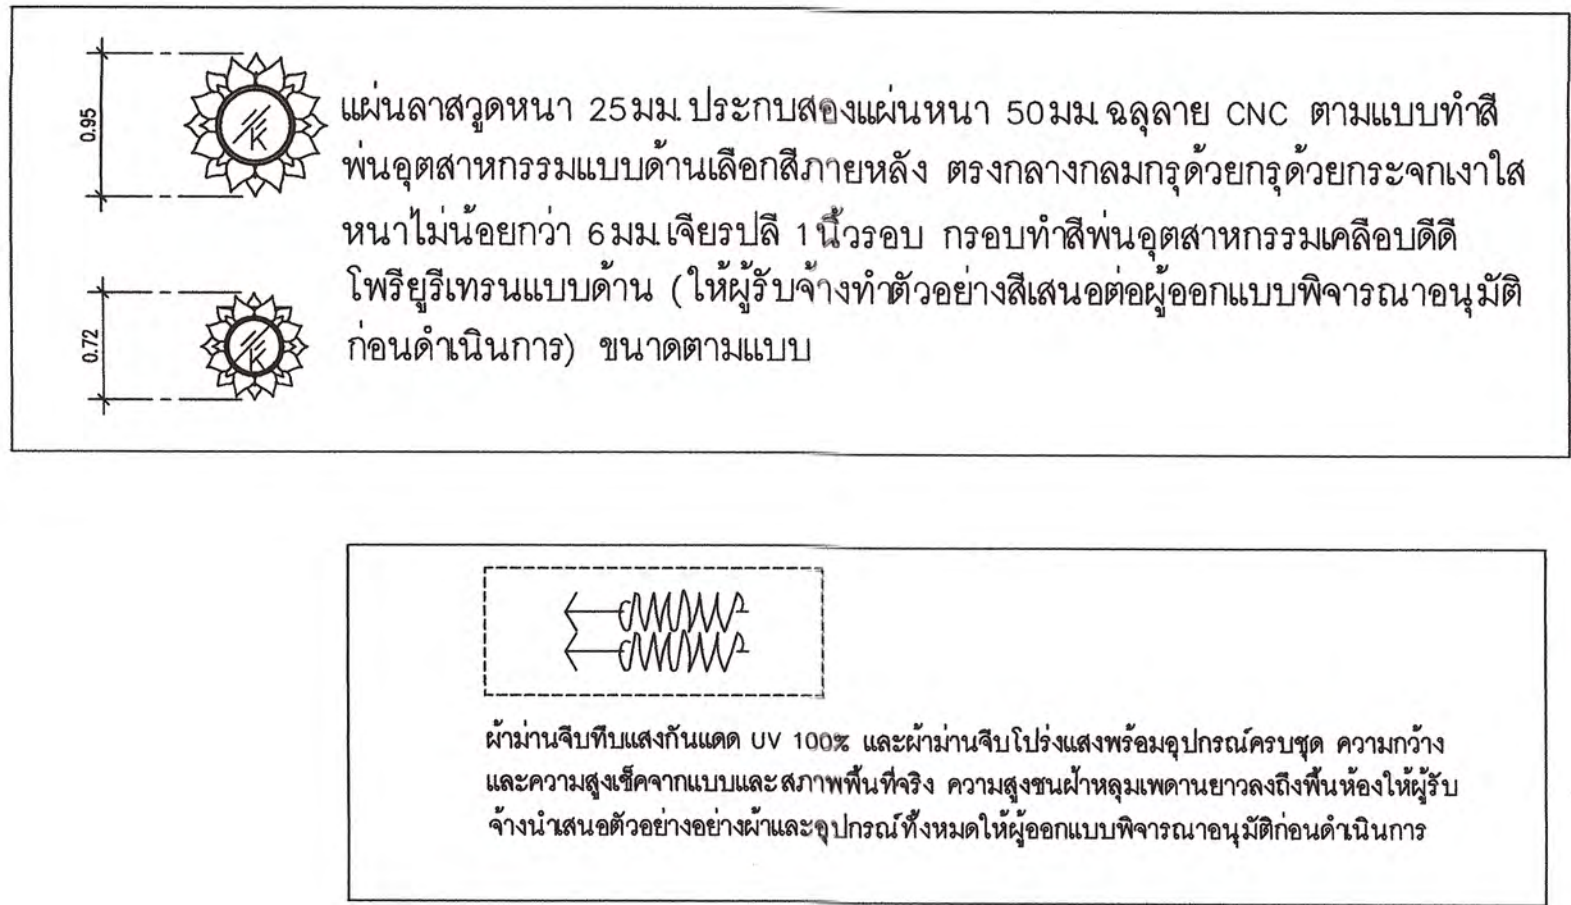 0.95
K
แผ่นลาสวูดหนา 25มม.ประกบสองแผ่นหนา 50มม.ฉลุลาย CNC ตามแบบทำสี
พ่นอุตสาหกรรมแบบด้านเลือกสีภายหลัง ตรงกลางกลมกรุด้วยกรุด้วยกระจกเงาใส
หนาไม่น้อยกว่า 6มม.เจียรปลี 1นิ้วรอบ กรอบทำสีพ่นอุตสาหกรรมเคลือบดีดี
โพรียูรีเทรนแบบด้าน (ให้ผู้รับจ้างทำตัวอย่างสีเสนอต่อผู้ออกแบบพิจารณาอนุมัติ
ก่อนดำเนินการ) ขนาดตามแบบ
0.72
K
ผ้าม่านจีบทึบแสงกันแดด UV 100% และผ้าม่านจีบโปร่งแสงพร้อมอุปกรณ์ครบชุด ความกว้าง
และความสูงเช็คจากแบบและสภาพพื้นที่จริง ความสูงชนฝ้าหลุมเพดานยาวลงถึงพื้นห้องให้ผู้รับ
จ้างนำเสนอตัวอย่างอย่างผ้าและอุปกรณ์ทั้งหมดให้ผู้ออกแบบพิจารณาอนุมัติก่อนดำเนินการ